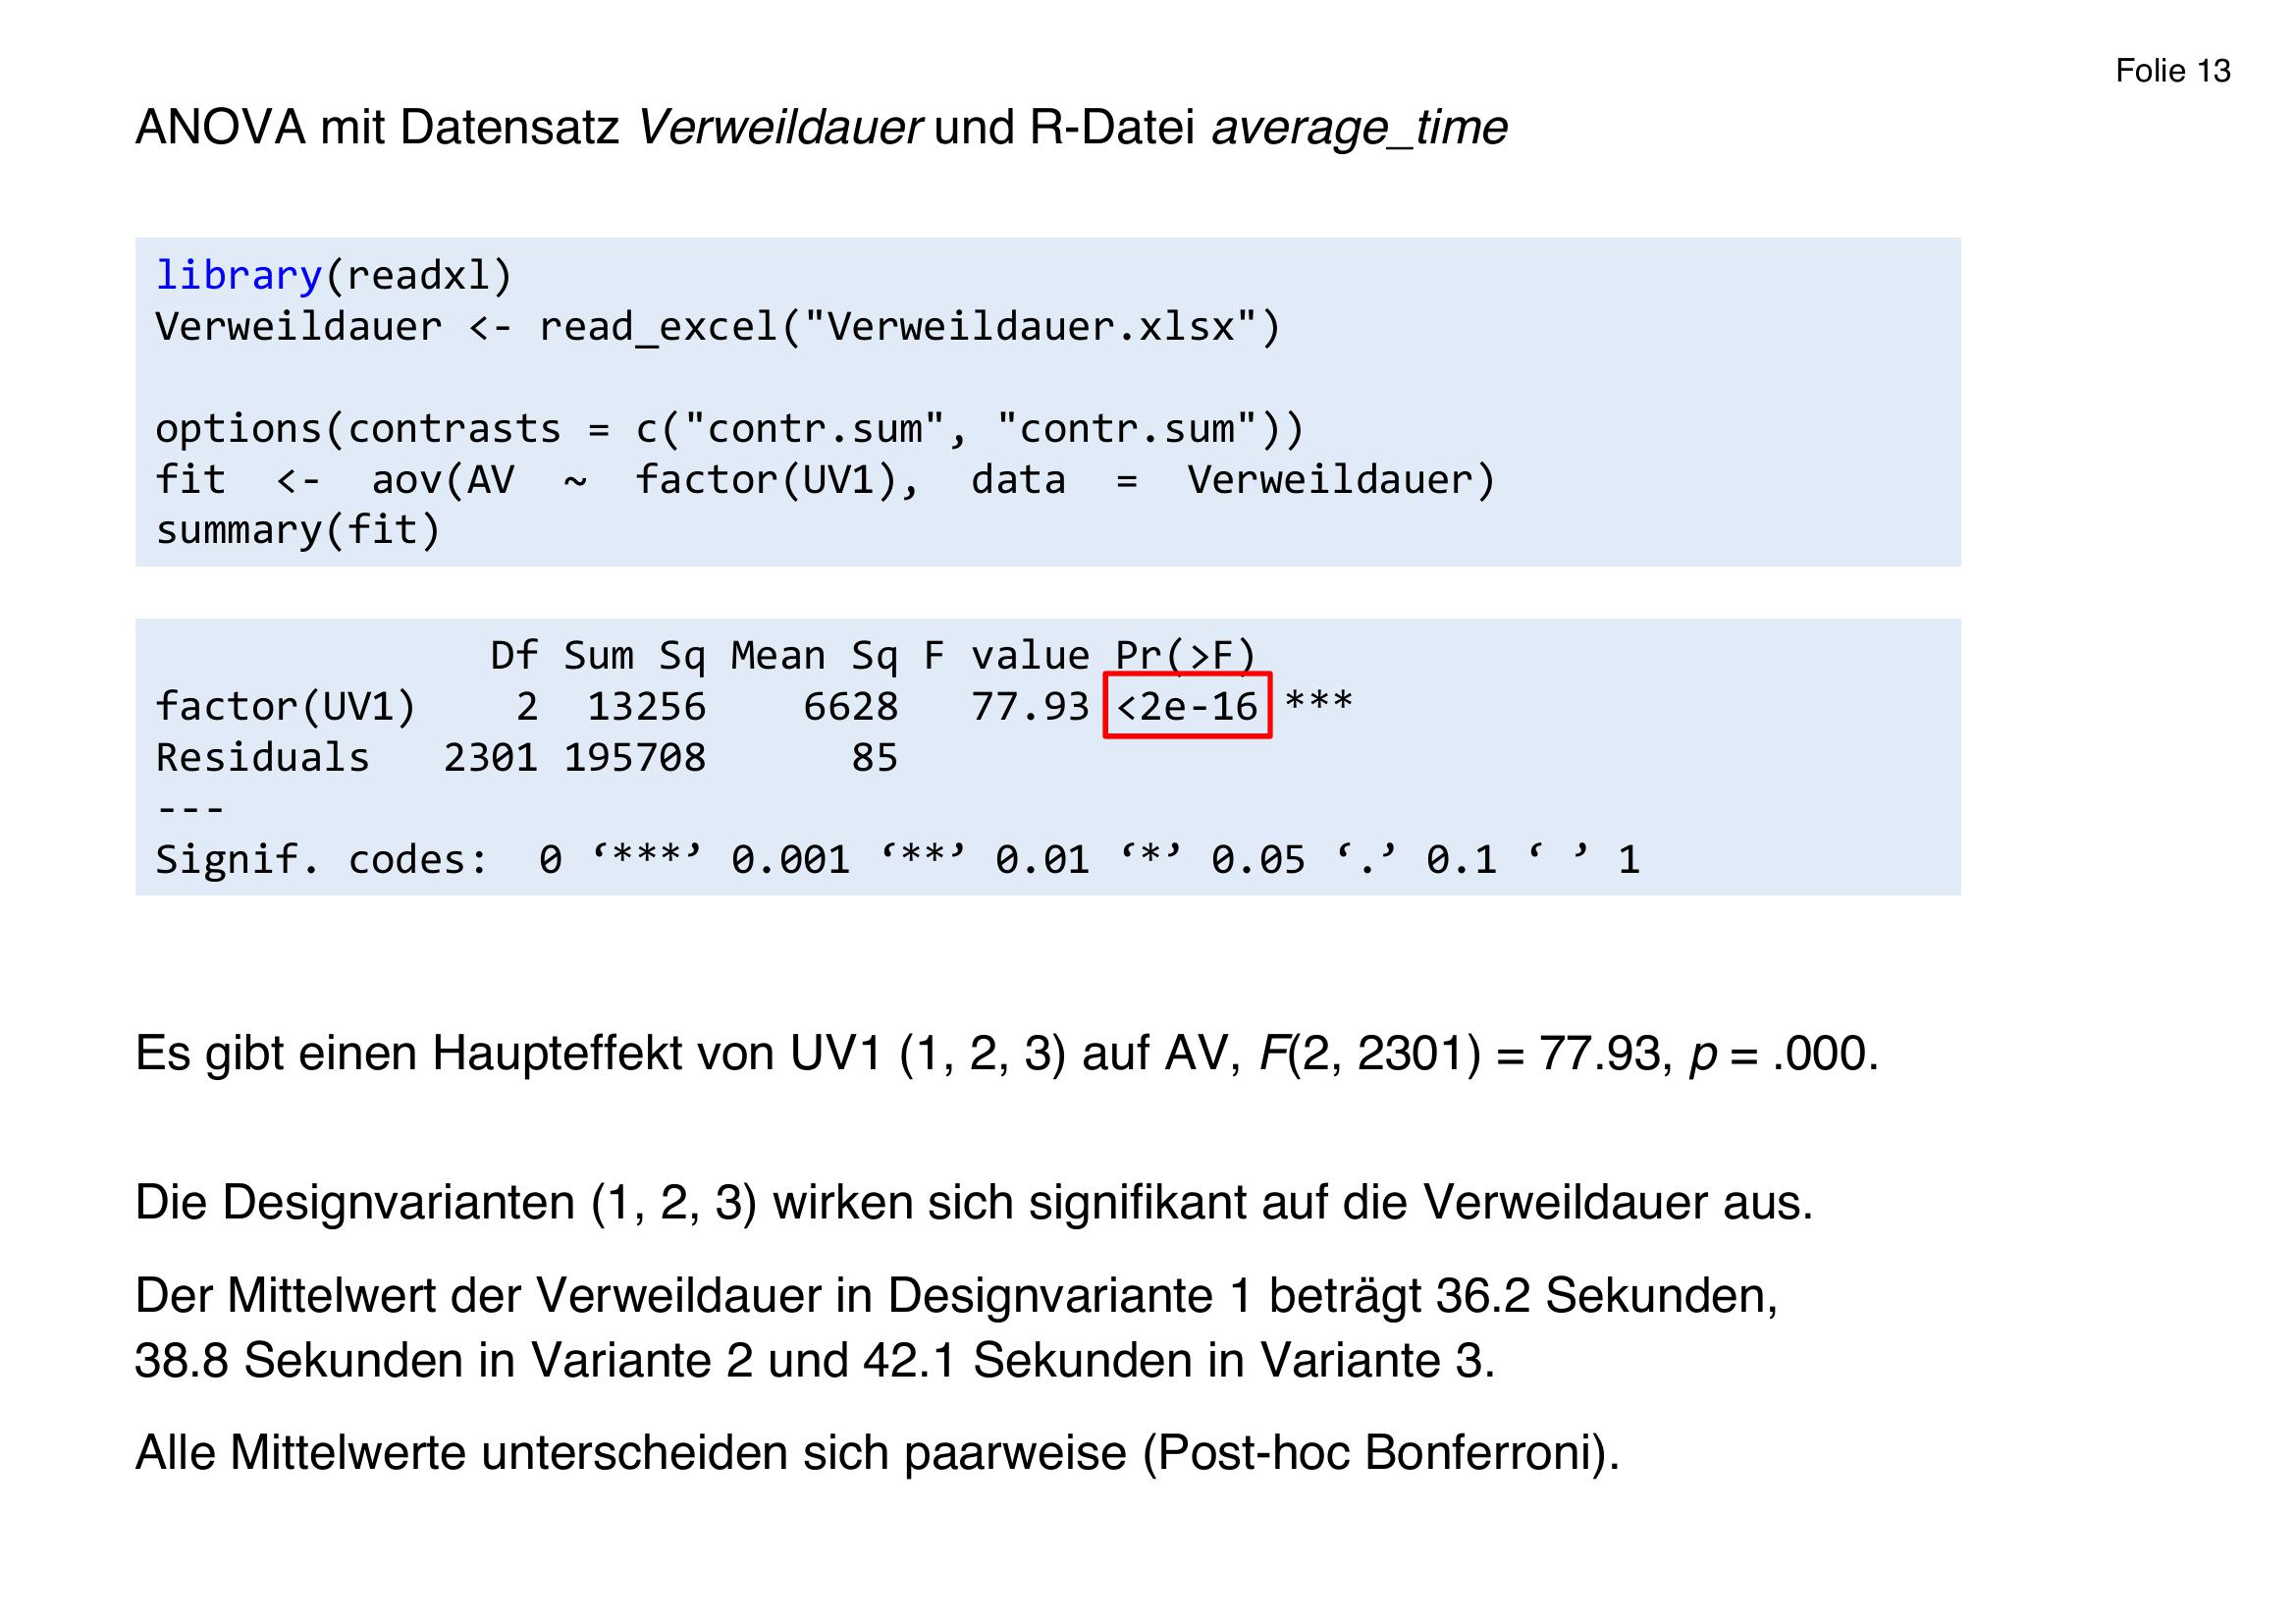 Folie 13
ANOVA mit Datensatz Verweildauer und R-Datei average_time
library(readxl)
Verweildauer <- read_excel("Verweildauer.xlsx")
options(contrasts = c("contr.sum", "contr.sum"))
fit <- aov(AV ~ factor(UV1), data = Verweildauer)
summary(fit)
Df Sum Sq Mean Sq F value Pr(>F)
factor(UV1) 2 13256 6628 77.93 <2e-16 ***
Residuals 2301 195708 85
---
Signif. codes: 0 ‘***’ 0.001 ‘**’ 0.01 ‘*’ 0.05 ‘.’ 0.1 ‘ ’ 1
Es gibt einen Haupteffekt von UV1 (1, 2, 3) auf AV, F(2, 2301) = 77.93, p = .000.
Die Designvarianten (1, 2, 3) wirken sich signifikant auf die Verweildauer aus.
Der Mittelwert der Verweildauer in Designvariante 1 beträgt 36.2 Sekunden,
38.8 Sekunden in Variante 2 und 42.1 Sekunden in Variante 3.
Alle Mittelwerte unterscheiden sich paarweise (Post-hoc Bonferroni).